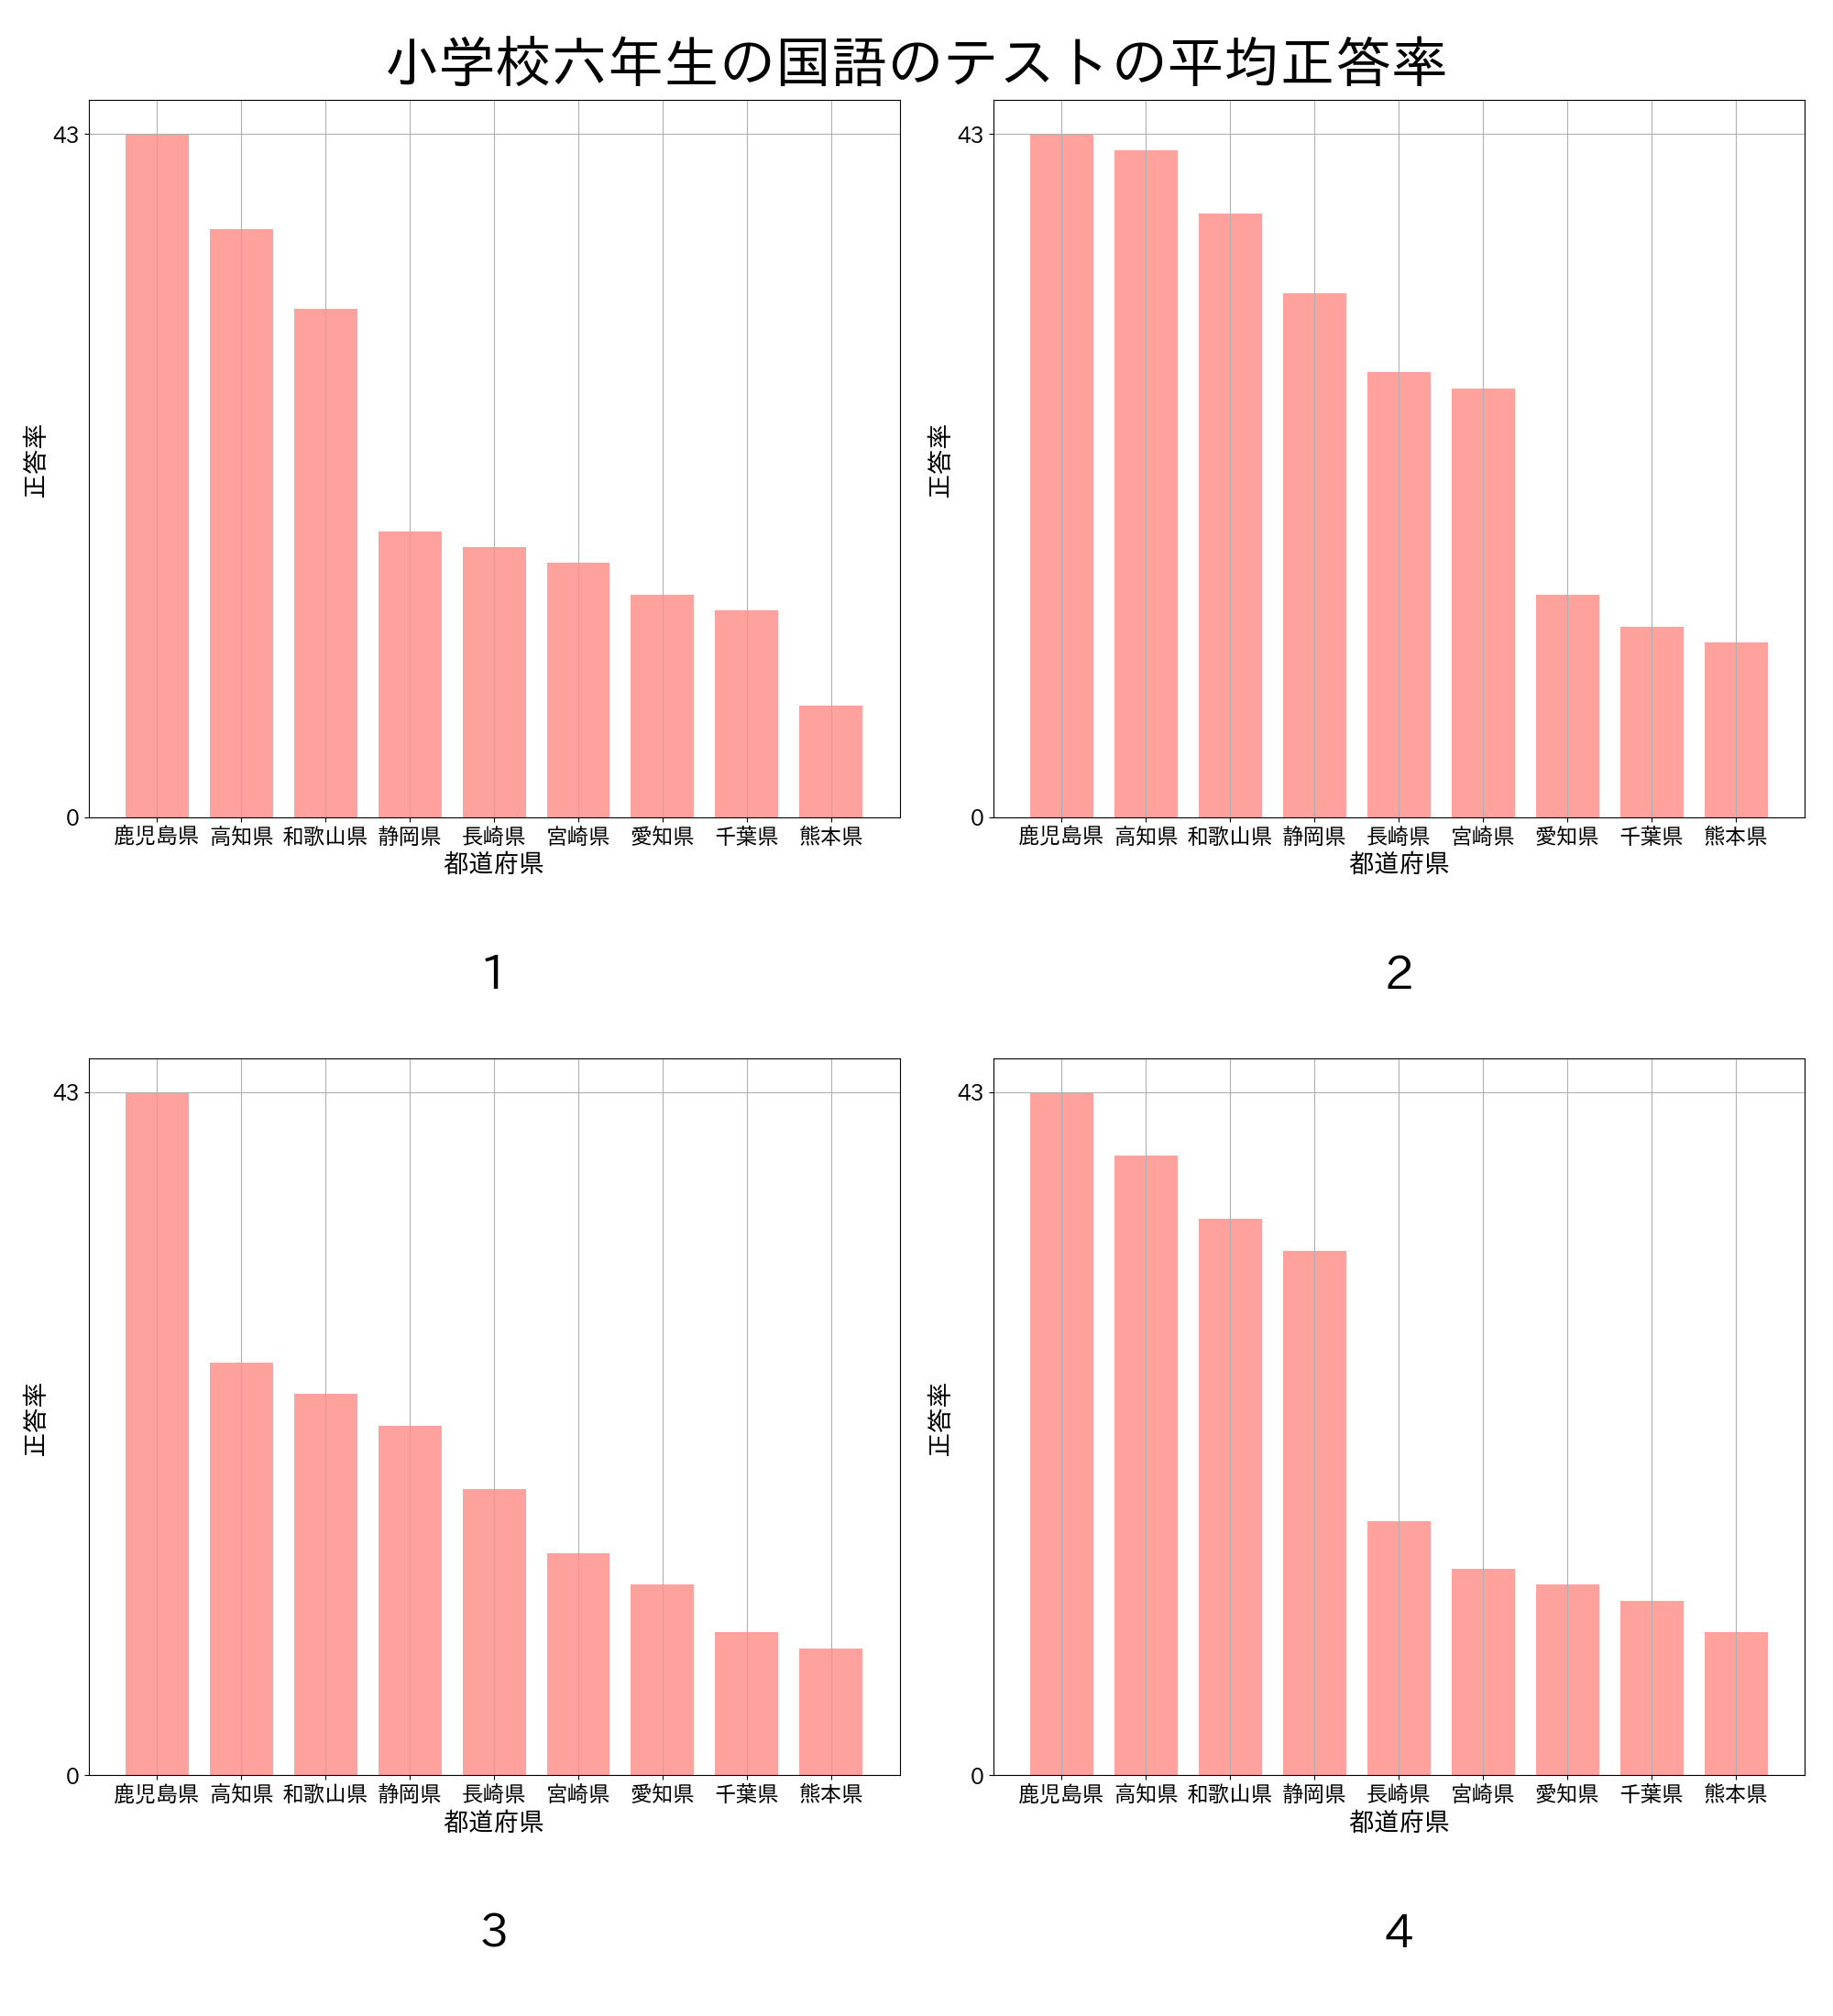 小学校六年生の国語のテストの平均正答率
43
0
正答率
鹿児島県 高知県 和歌山県 静岡県 長崎県 宮崎県 愛知県 千葉県 熊本県
都道府県
1
43
0
正答率
鹿児島県 高知県 和歌山県 静岡県 長崎県 宮崎県 愛知県 千葉県 熊本県
都道府県
2
43
0
正答率
鹿児島県 高知県 和歌山県 静岡県 長崎県 宮崎県 愛知県 千葉県 熊本県
都道府県
3
43
0
正答率
鹿児島県 高知県 和歌山県 静岡県 長崎県 宮崎県 愛知県 千葉県 熊本県
都道府県
4